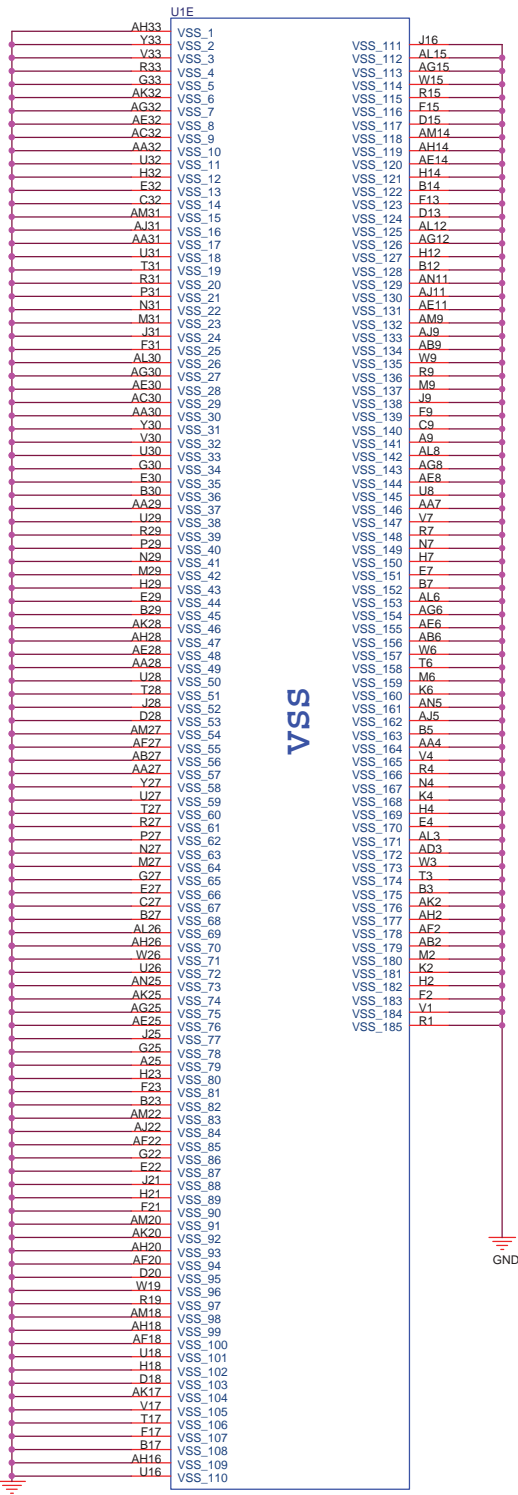 U1E
AH33 VSS_1
Y33 VSS_2
V33 VSS_3
R33 VSS_4
G33 VSS_5
AK32 VSS_6
AG32 VSS_7
AE32 VSS_8
AC32 VSS_9
AA32 VSS_10
U32 VSS_11
H32 VSS_12
E32 VSS_13
C32 VSS_14
AM31 VSS_15
AJ31 VSS_16
AA31 VSS_17
U31 VSS_18
T31 VSS_19
R31 VSS_20
P31 VSS_21
N31 VSS_22
M31 VSS_23
J31 VSS_24
F31 VSS_25
AL30 VSS_26
AG30 VSS_27
AE30 VSS_28
AC30 VSS_29
AA30 VSS_30
Y30 VSS_31
V30 VSS_32
U30 VSS_33
G30 VSS_34
E30 VSS_35
B30 VSS_36
AA29 VSS_37
U29 VSS_38
R29 VSS_39
P29 VSS_40
N29 VSS_41
M29 VSS_42
H29 VSS_43
E29 VSS_44
B29 VSS_45
AK28 VSS_46
AH28 VSS_47
AE28 VSS_48
AA28 VSS_49
U28 VSS_50
T28 VSS_51
J28 VSS_52
D28 VSS_53
AM27 VSS_54
AF27 VSS_55
AB27 VSS_56
AA27 VSS_57
Y27 VSS_58
U27 VSS_59
T27 VSS_60
R27 VSS_61
P27 VSS_62
N27 VSS_63
M27 VSS_64
G27 VSS_65
E27 VSS_66
C27 VSS_67
B27 VSS_68
AL26 VSS_69
AH26 VSS_70
W26 VSS_71
U26 VSS_72
AN25 VSS_73
AK25 VSS_74
AG25 VSS_75
AE25 VSS_76
J25 VSS_77
G25 VSS_78
A25 VSS_79
H23 VSS_80
F23 VSS_81
B23 VSS_82
AM22 VSS_83
AJ22 VSS_84
AF22 VSS_85
G22 VSS_86
E22 VSS_87
J21 VSS_88
H21 VSS_89
F21 VSS_90
AM20 VSS_91
AK20 VSS_92
AH20 VSS_93
AF20 VSS_94
D20 VSS_95
W19 VSS_96
R19 VSS_97
AM18 VSS_98
AH18 VSS_99
AF18 VSS_100
U18 VSS_101
H18 VSS_102
D18 VSS_103
AK17 VSS_104
V17 VSS_105
T17 VSS_106
F17 VSS_107
B17 VSS_108
AH16 VSS_109
U16 VSS_110
VSS
VSS_111 J16
VSS_112 AL15
VSS_113 AG15
VSS_114 W15
VSS_115 R15
VSS_116 F15
VSS_117 D15
VSS_118 AM14
VSS_119 AH14
VSS_120 AE14
VSS_121 H14
VSS_122 B14
VSS_123 F13
VSS_124 D13
VSS_125 AL12
VSS_126 AG12
VSS_127 H12
VSS_128 B12
VSS_129 AN11
VSS_130 AJ11
VSS_131 AE11
VSS_132 AM9
VSS_133 AJ9
VSS_134 AB9
VSS_135 W9
VSS_136 R9
VSS_137 M9
VSS_138 J9
VSS_139 F9
VSS_140 C9
VSS_141 A9
VSS_142 AL8
VSS_143 AG8
VSS_144 AE8
VSS_145 U8
VSS_146 AA7
VSS_147 V7
VSS_148 R7
VSS_149 N7
VSS_150 H7
VSS_151 E7
VSS_152 B7
VSS_153 AL6
VSS_154 AG6
VSS_155 AE6
VSS_156 AB6
VSS_157 W6
VSS_158 T6
VSS_159 M6
VSS_160 K6
VSS_161 AN5
VSS_162 AJ5
VSS_163 B5
VSS_164 AA4
VSS_165 V4
VSS_166 R4
VSS_167 N4
VSS_168 K4
VSS_169 H4
VSS_170 E4
VSS_171 AL3
VSS_172 AD3
VSS_173 W3
VSS_174 T3
VSS_175 B3
VSS_176 AK2
VSS_177 AH2
VSS_178 AF2
VSS_179 AB2
VSS_180 M2
VSS_181 K2
VSS_182 H2
VSS_183 F2
VSS_184 V1
VSS_185 R1
GND